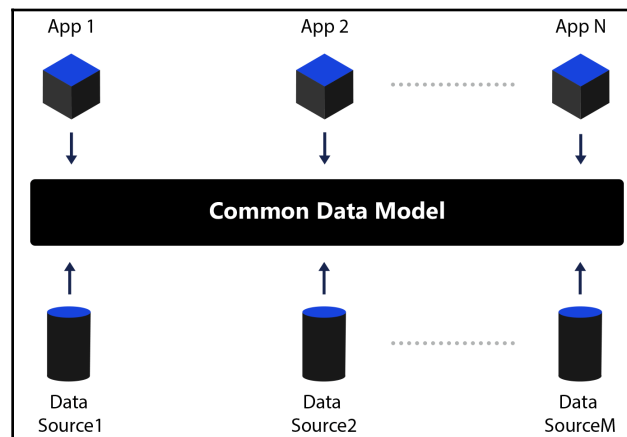 App 1
App 2
App N
Common Data Model
Data
Source1
Data
Source2
Data
SourceM